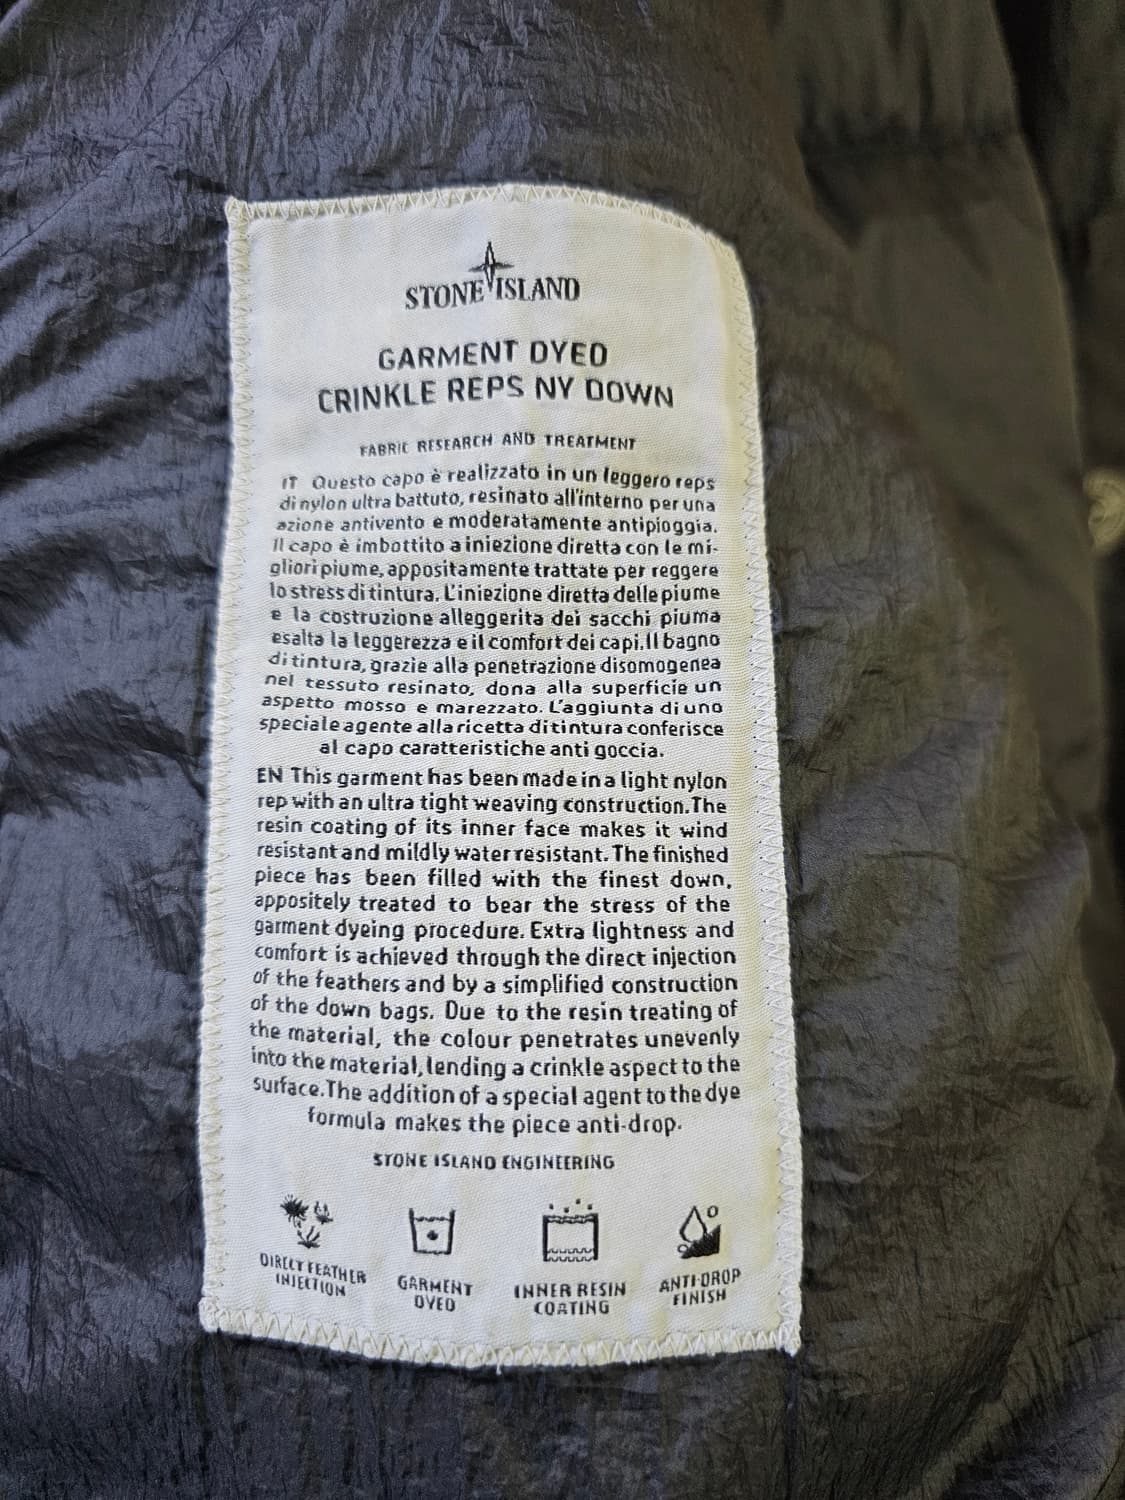 STONE ISLAND
GARMENT DYED
CRINKLE REPS NY DOWN
FABRIC RESEARCH AND TREATMENT
IT Questo capo è realizzato in un leggero reps
di nylon ultra battuto, resinato all'interno per una
azione antivento e moderatamente antipioggia.
Il capo è imbottito a iniezione diretta con le mi-
gliori piume, appositamente trattate per reggere
lo stress di tintura. L'iniezione diretta delle piume
e la costruzione alleggerita dei sacchi piuma
esalta la leggerezza e il comfort dei capi. Il bagno
di tintura, grazie alla penetrazione disomogenea
nel tessuto resinato, dona alla superficie un
aspetto mosso e marezzato. L'aggiunta di uno
speciale agente alla ricetta di tintura conferisce
al capo caratteristiche anti goccia.
EN This garment has been made in a light nylon
rep with an ultra tight weaving construction. The
resin coating of its inner face makes it wind
resistant and mildly water resistant. The finished
piece has been filled with the finest down,
appositely treated to bear the stress of the
garment dyeing procedure. Extra lightness and
comfort is achieved through the direct injection
of the feathers and by a simplified construction
of the down bags. Due to the resin treating of
the material, the colour penetrates unevenly
into the material, lending a crinkle aspect to the
surface. The addition of a special agent to the dye
formula makes the piece anti-drop.
STONE ISLAND ENGINEERING
DIRECT FEATHER
INJECTION
GARMENT
DYED
INNER RESIN
COATING
ANTI-DROP
FINISH